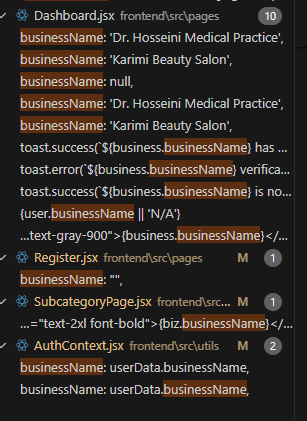 Dashboard.jsx frontend\src\pages 10
businessName: 'Dr. Hosseini Medical Practice',
businessName: 'Karimi Beauty Salon',
businessName: null,
businessName: 'Dr. Hosseini Medical Practice',
businessName: 'Karimi Beauty Salon',
toast.success(`${business.businessName} has ...
toast.error(`${business.businessName} verifica...
toast.success(`${business.businessName} is no...
{user.businessName || 'N/A'}
...text-gray-900">{business.businessName}</...
Register.jsx frontend\src\pages M 1
businessName: "",
SubcategoryPage.jsx frontend\src... M 1
...="text-2xl font-bold">{biz.businessName}</...
AuthContext.jsx frontend\src\utils M 2
businessName: userData.businessName,
businessName: userData.businessName,